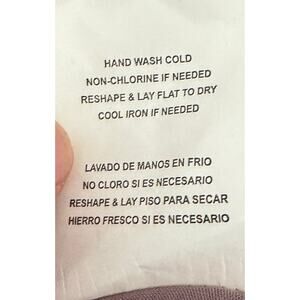 HAND WASH COLD
NON-CHLORINE IF NEEDED
RESHAPE & LAY FLAT TO DRY
COOL IRON IF NEEDED
LAVADO DE MANOS EN FRIO
NO CLORO SI ES NECESARIO
RESHAPE & LAY PISO PARA SECAR
HIERRO FRESCO SI ES NECESARIO